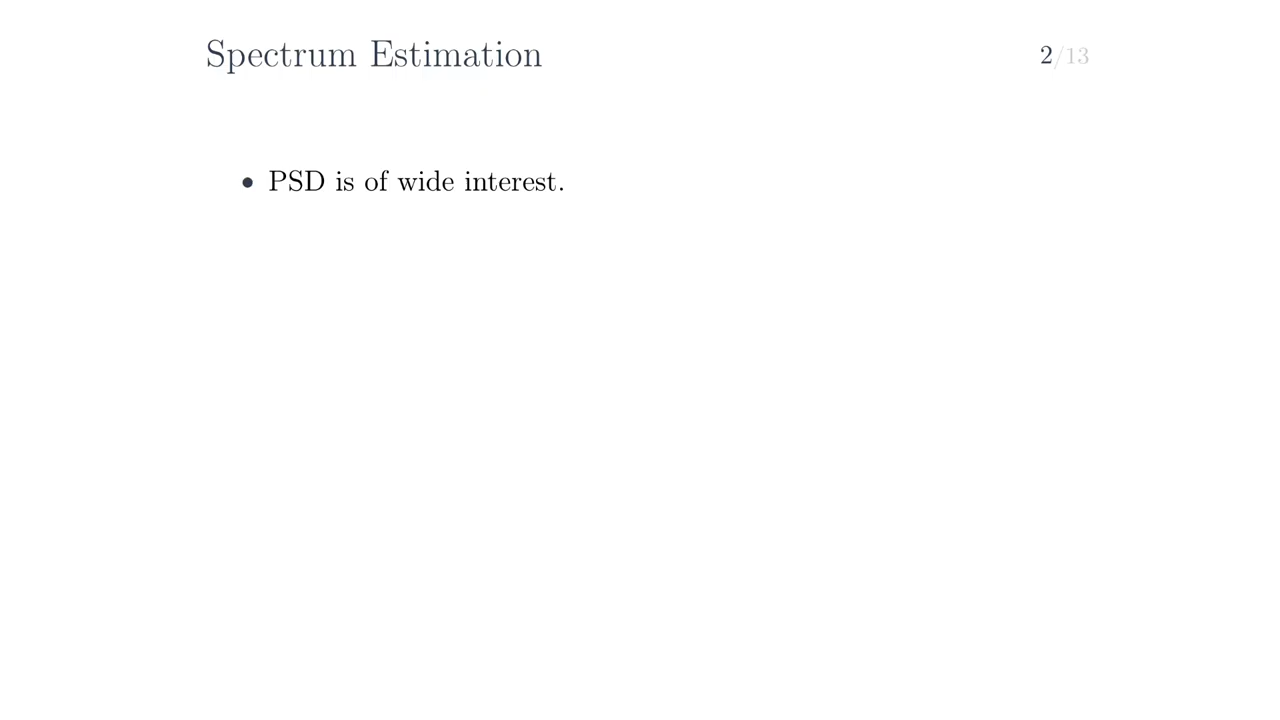 Spectrum Estimation 2/13
• PSD is of wide interest.